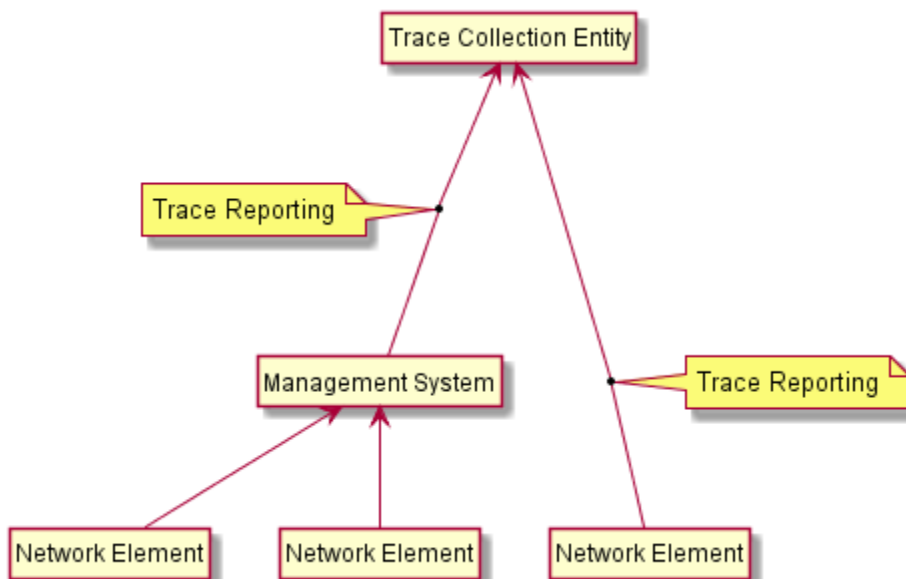 Trace Collection Entity
Trace Reporting
Management System
Trace Reporting
Network Element
Network Element
Network Element